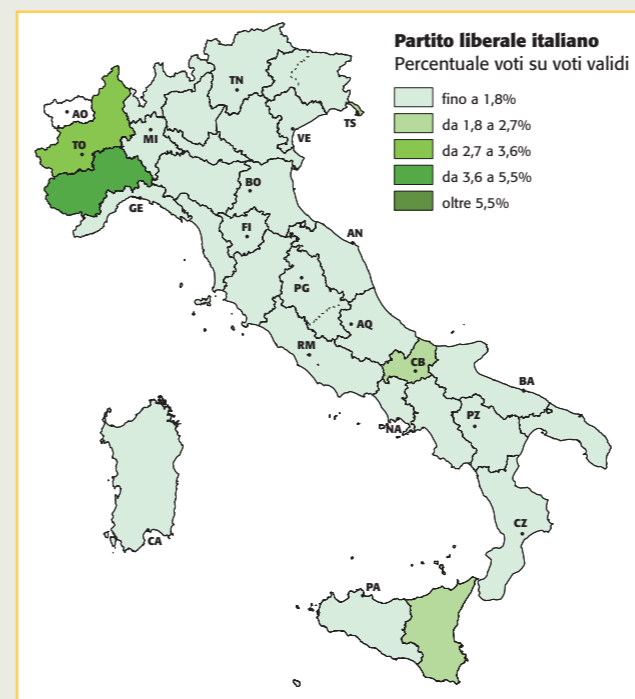 Partito liberale italiano
Percentuale voti su voti validi
fino a 1,8%
da 1,8 a 2,7%
da 2,7 a 3,6%
da 3,6 a 5,5%
oltre 5,5%
TN
AO
TS
MI
VE
TO
BO
GE
FI
AN
PG
AQ
RM
CB
BA
NA
PZ
CZ
CA
PA